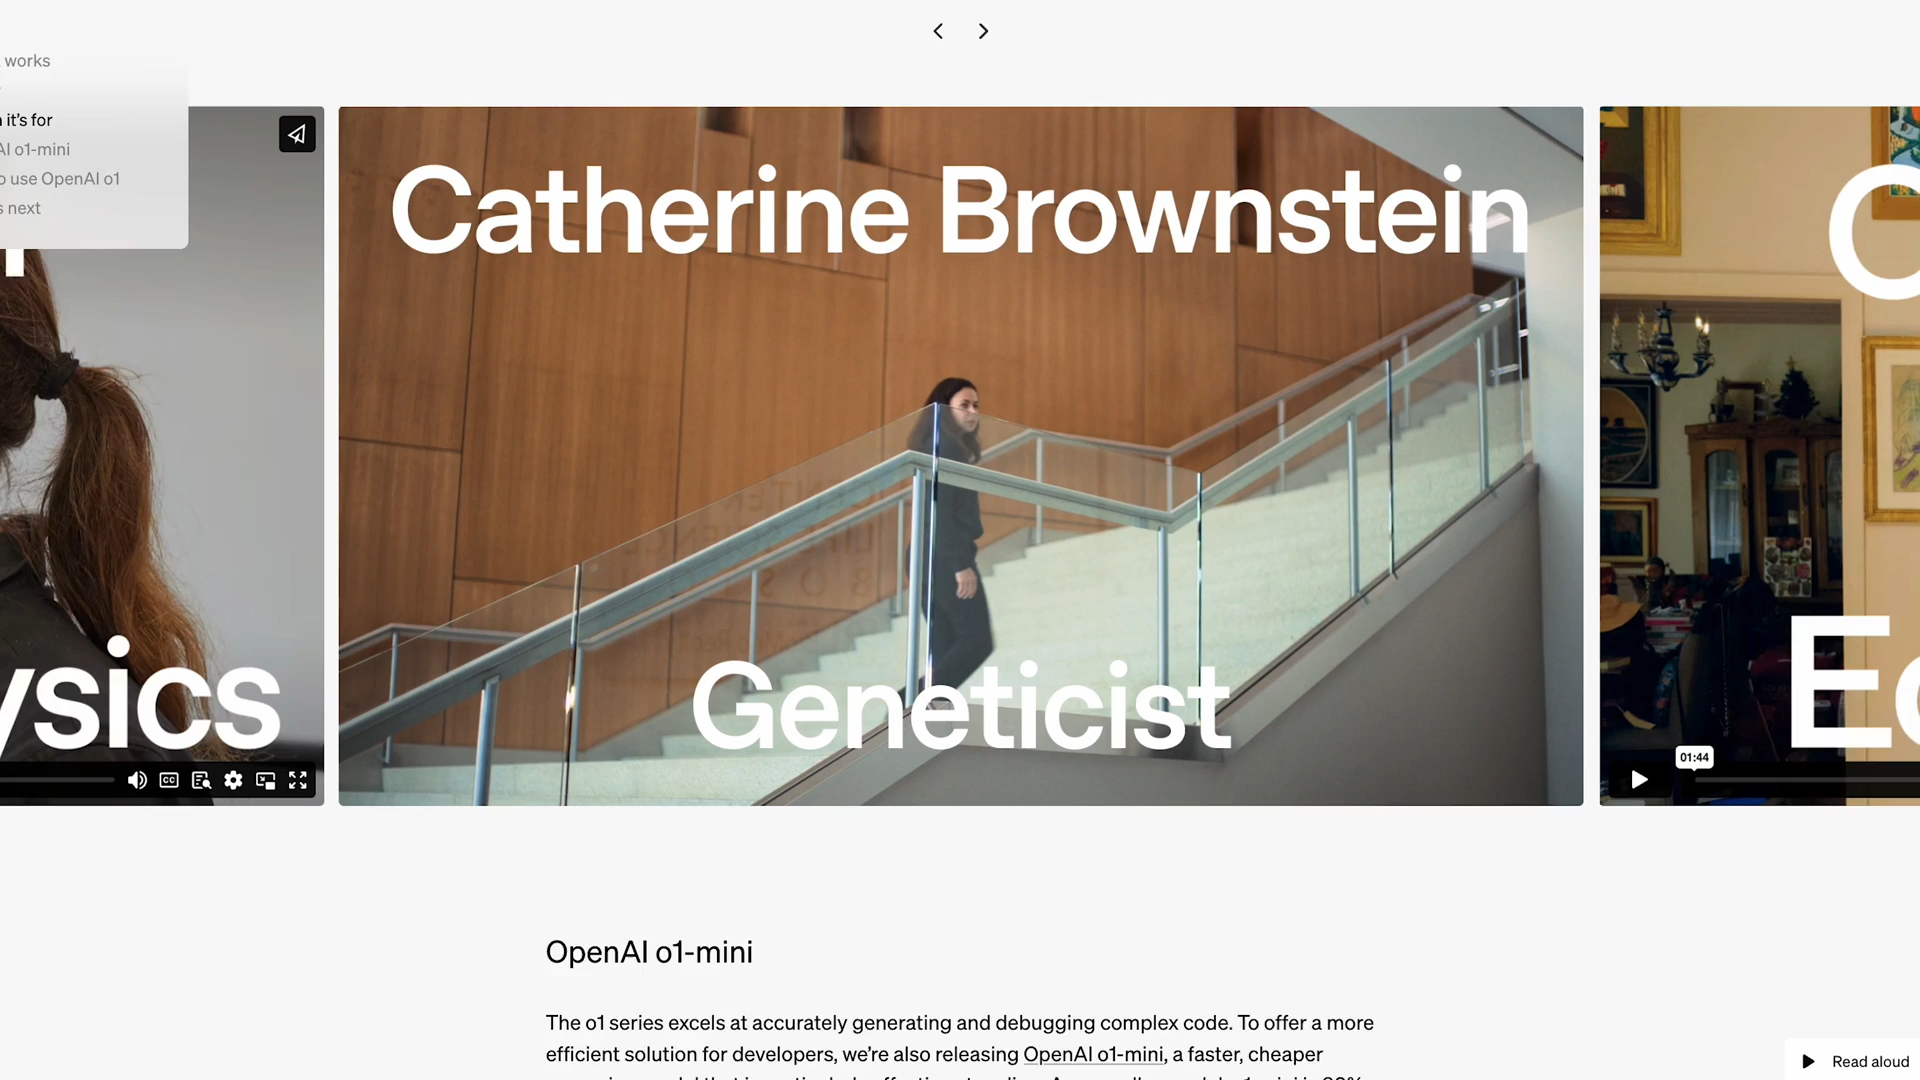 works
it's for
AI o1-mini
o use OpenAI o1
s next
ysics
CC
Catherine Brownstein
Geneticist
01:44
OpenAI o1-mini
The o1 series excels at accurately generating and debugging complex code. To offer a more
efficient solution for developers, we're also releasing OpenAI o1-mini, a faster, cheaper
Read aloud